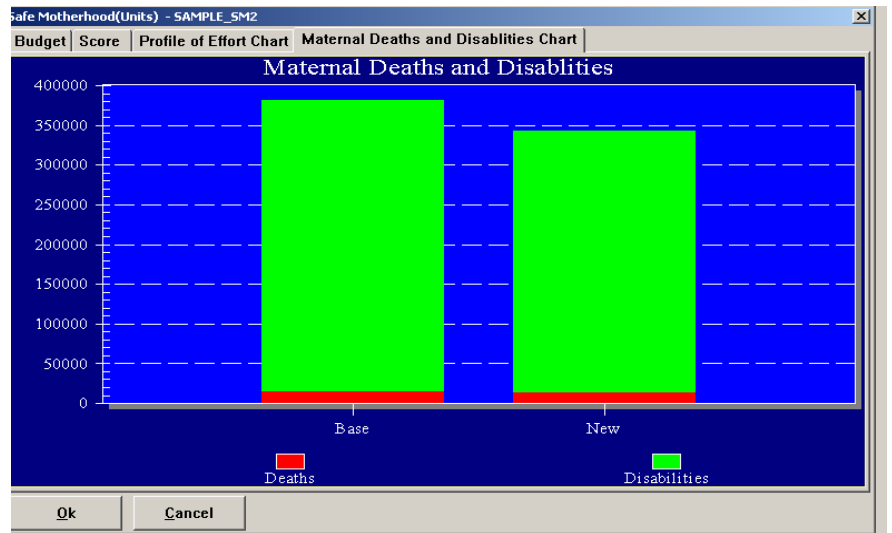 Safe Motherhood(Units) - SAMPLE_SM2
Budget Score Profile of Effort Chart Maternal Deaths and Disablities Chart
Maternal Deaths and Disablities
400000
350000
300000
250000
200000
150000
100000
50000
0
Base New
Deaths Disabilities
Ok Cancel